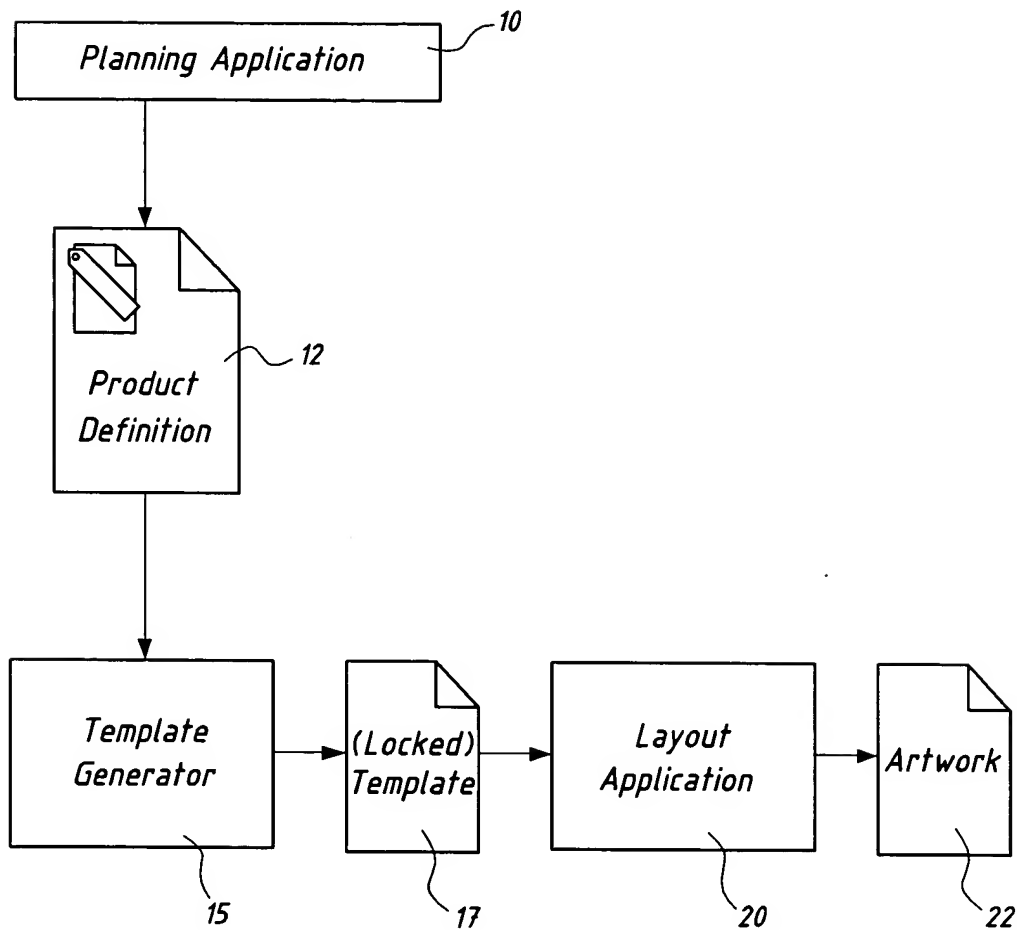 10
Planning Application
12
Product
Definition
Template
Generator
(Locked)
Template
Layout
Application
Artwork
15
17
20
22